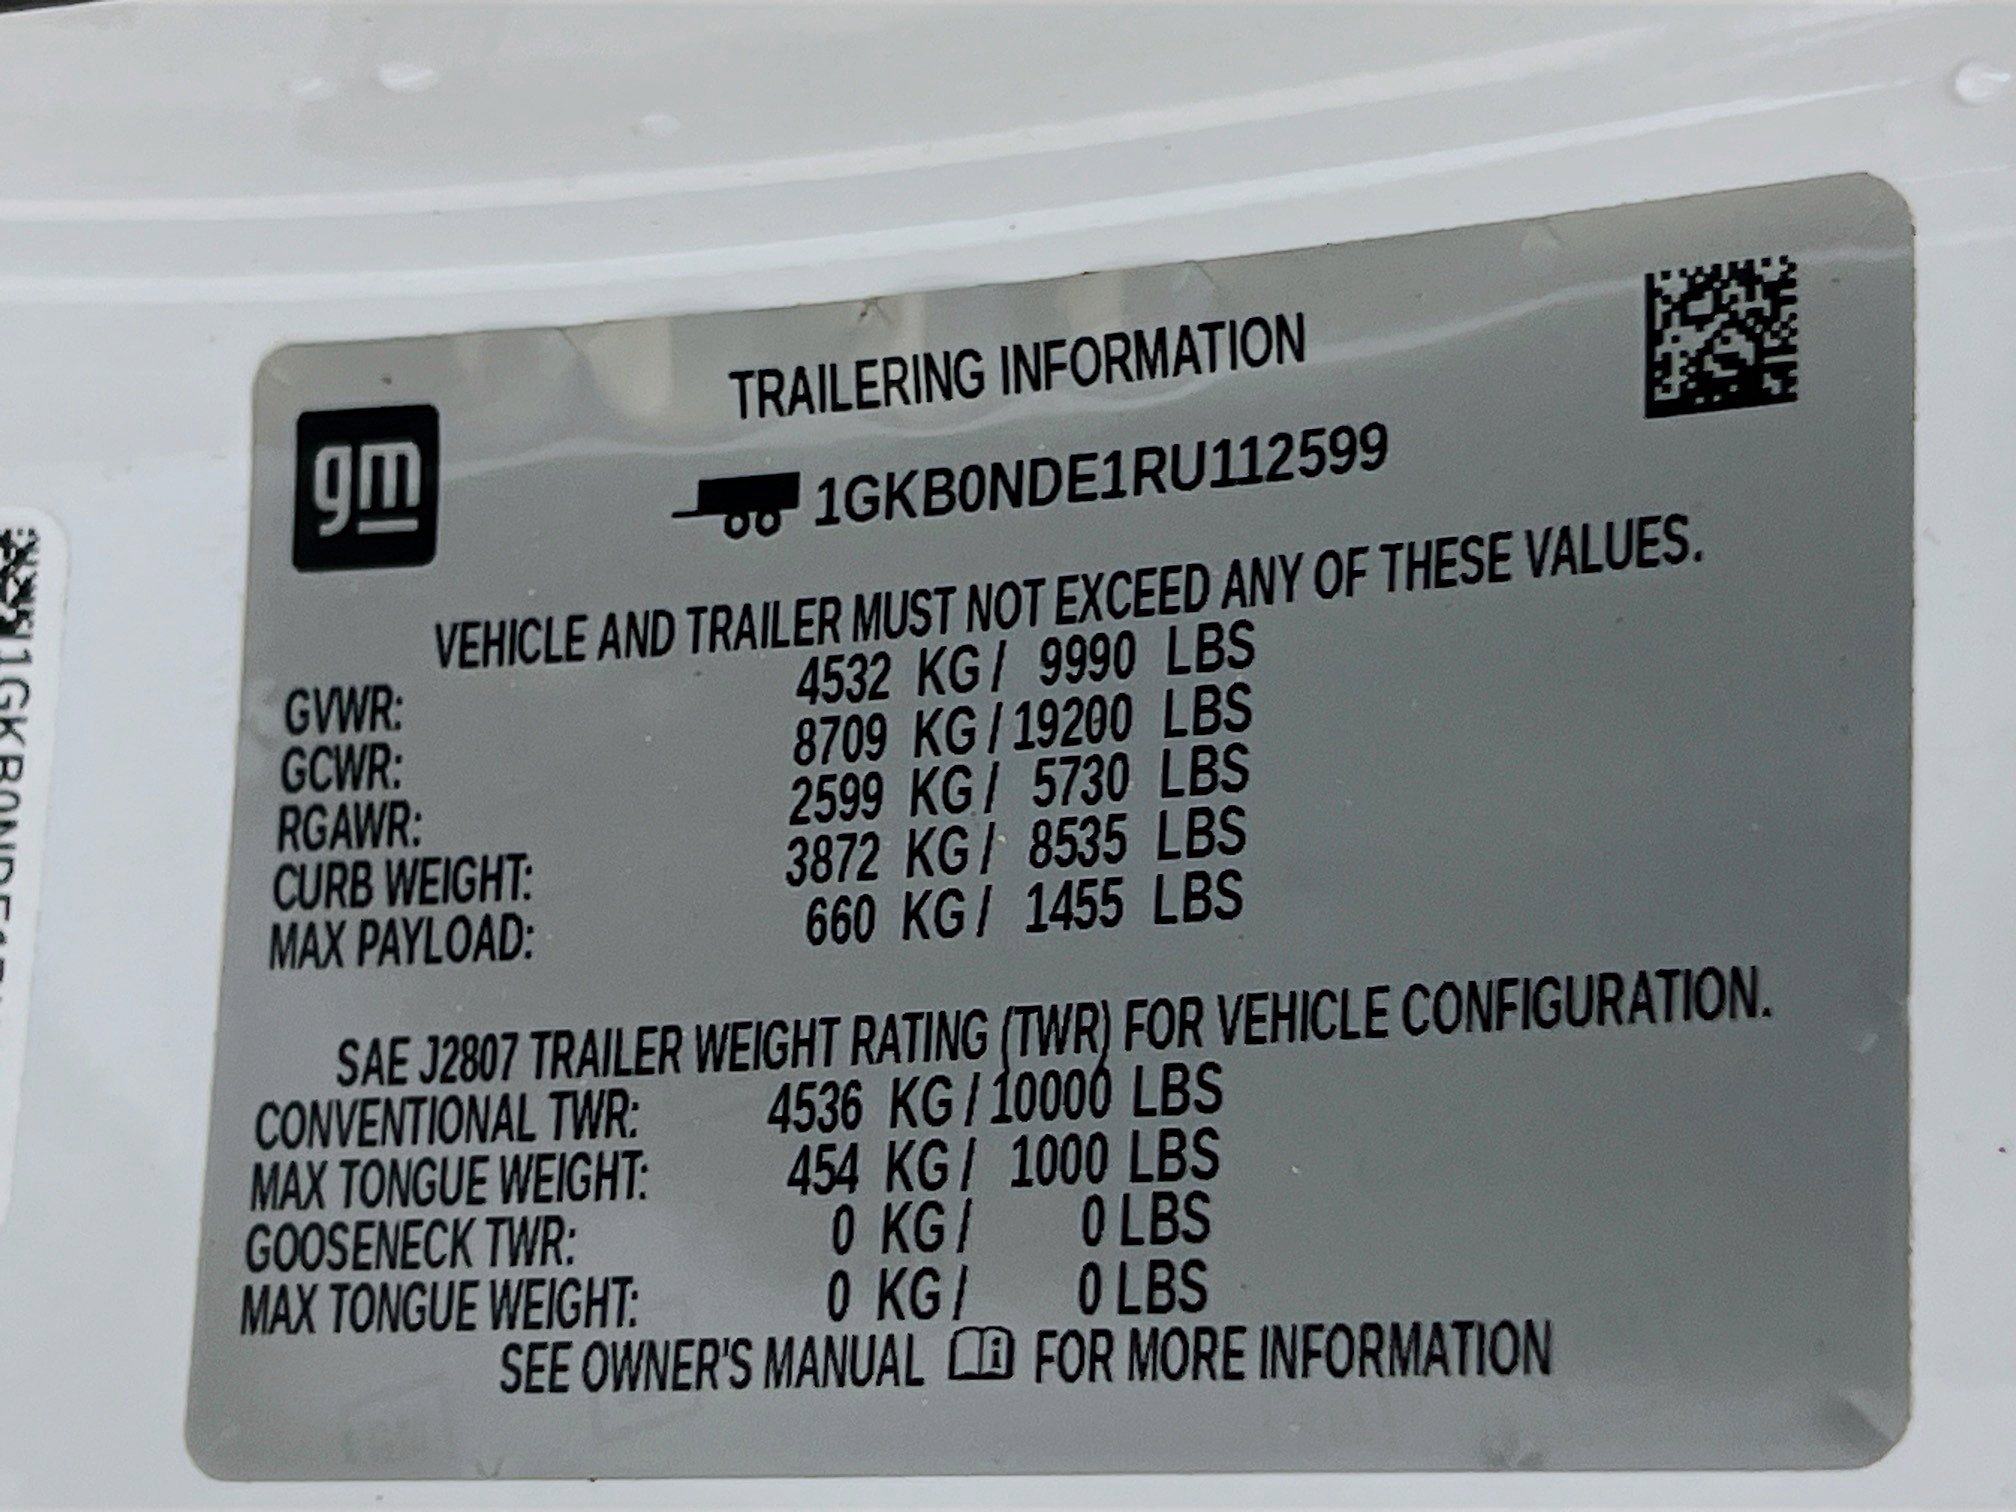 TRAILERING INFORMATION
gm
1GKB0NDE1RU112599
VEHICLE AND TRAILER MUST NOT EXCEED ANY OF THESE VALUES.
GVWR: 4532 KG / 9990 LBS
GCWR: 8709 KG / 19200 LBS
RGAWR: 2599 KG / 5730 LBS
CURB WEIGHT: 3872 KG / 8535 LBS
MAX PAYLOAD: 660 KG / 1455 LBS
SAE J2807 TRAILER WEIGHT RATING (TWR) FOR VEHICLE CONFIGURATION.
CONVENTIONAL TWR: 4536 KG / 10000 LBS
MAX TONGUE WEIGHT: 454 KG / 1000 LBS
GOOSENECK TWR: 0 KG / 0 LBS
MAX TONGUE WEIGHT: 0 KG / 0 LBS
SEE OWNER'S MANUAL FOR MORE INFORMATION